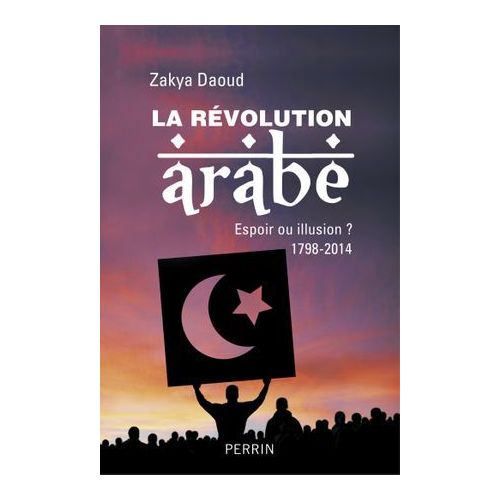 Zakya Daoud
LA RÉVOLUTION
arabe
Espoir ou illusion ?
1798-2014
PERRIN